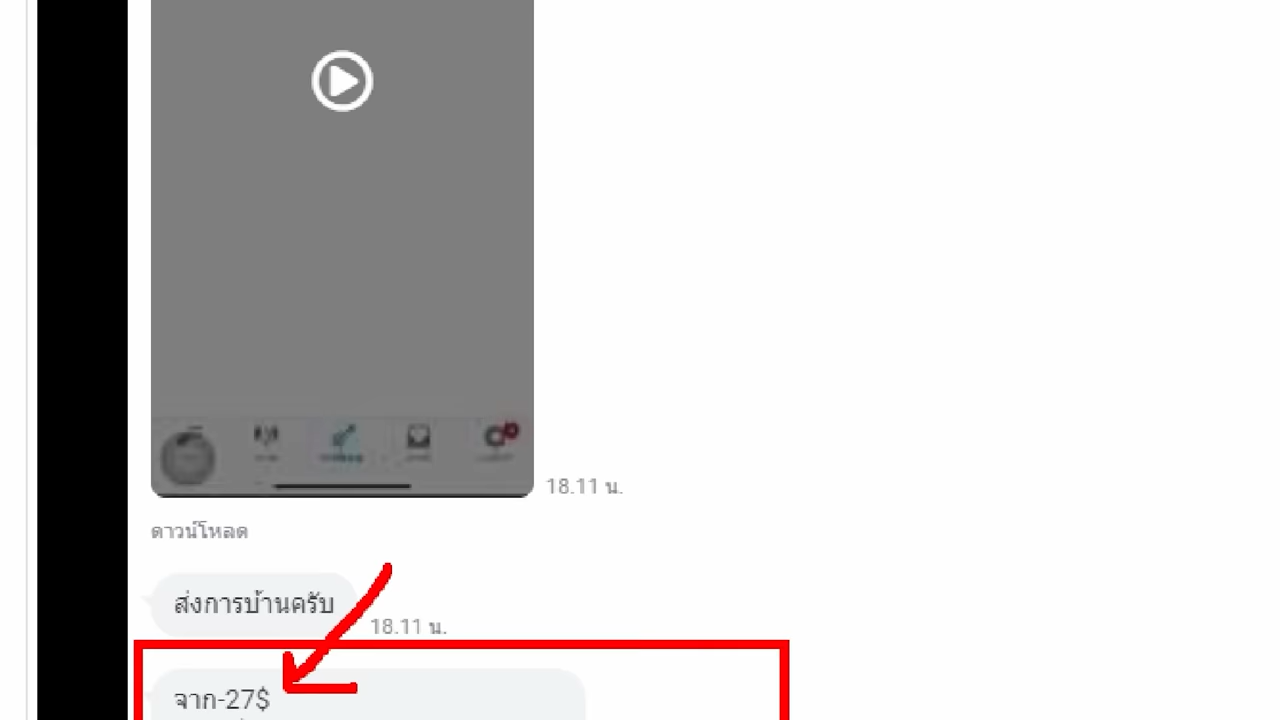 18.11 น.
ดาวน์โหลด
ส่งการบ้านครับ
18.11 น.
จาก-27$